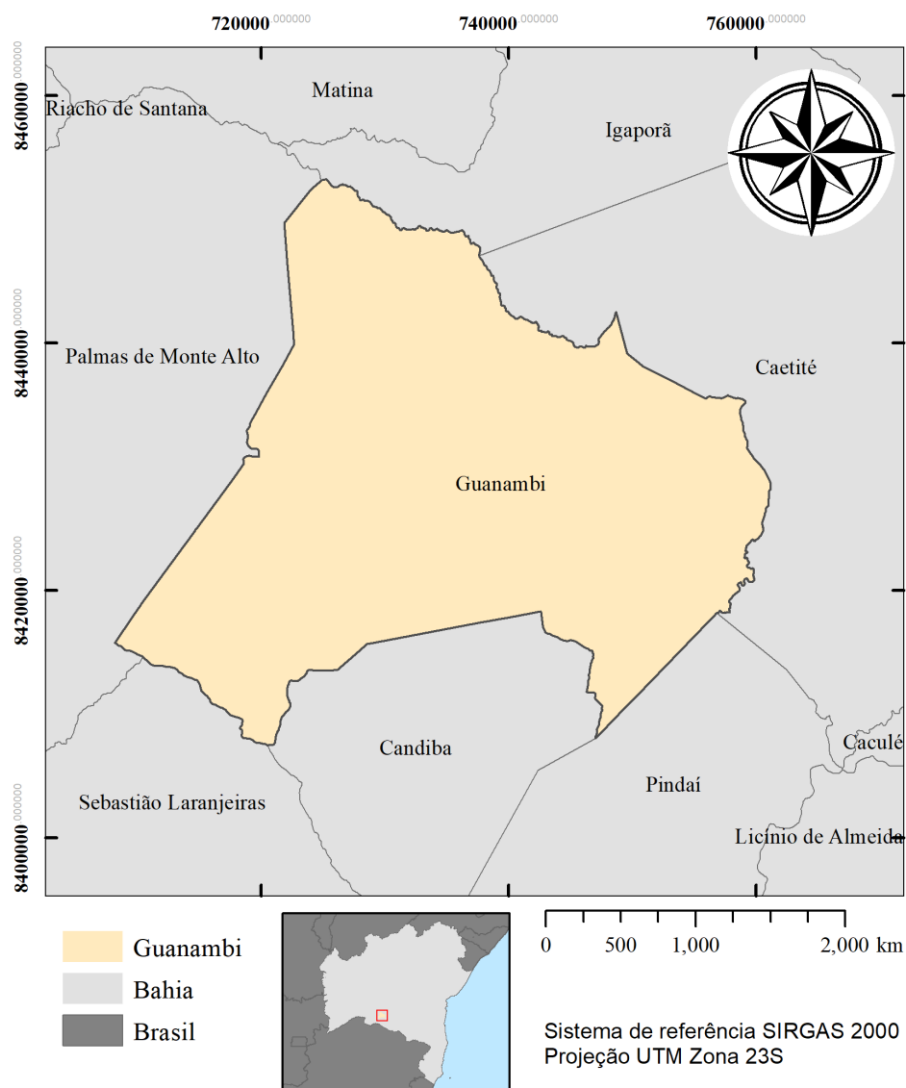 720000.000000 740000.000000 760000.000000
8460000.000000
8440000.000000
8420000.000000
8400000.000000
Matina
Riacho de Santana
Igaporã
Palmas de Monte Alto
Caetité
Guanambi
Candiba
Caculé
Pindaí
Sebastião Laranjeiras
Licínio de Almeida
Guanambi
Bahia
Brasil
0 500 1,000 2,000 km
Sistema de referência SIRGAS 2000
Projeção UTM Zona 23S